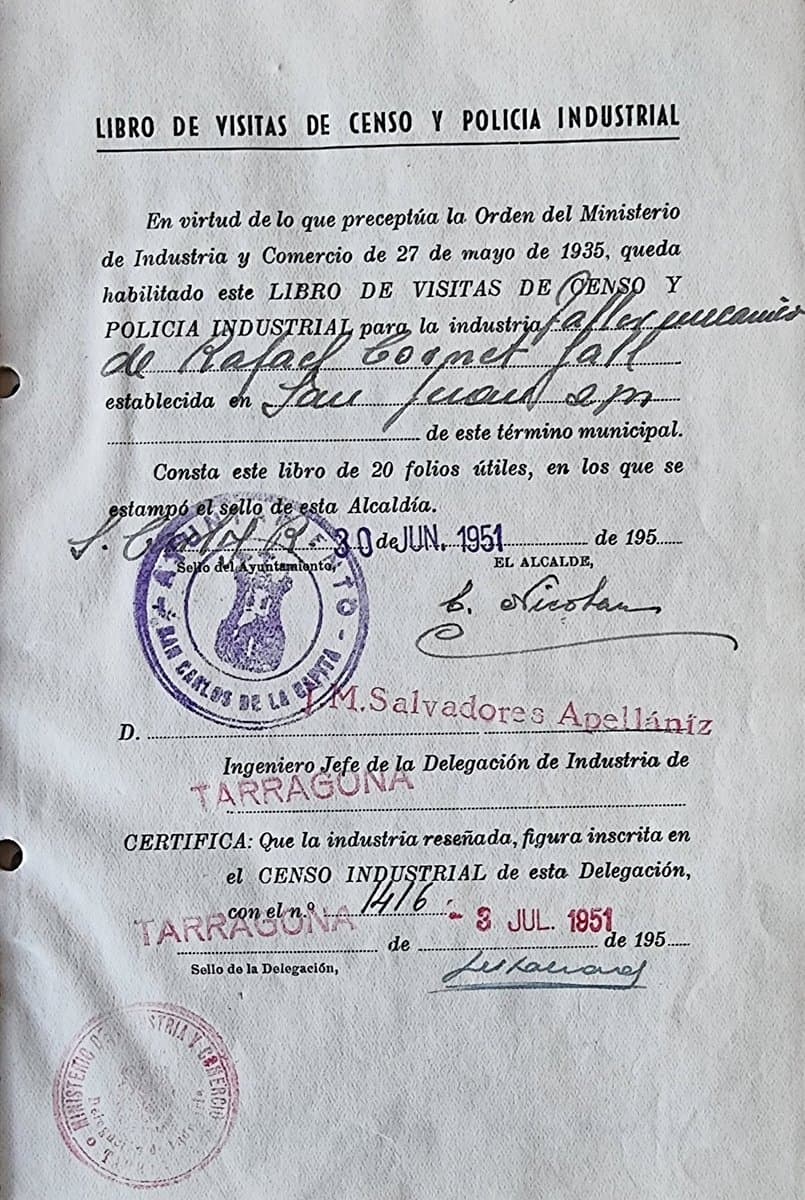 LIBRO DE VISITAS DE CENSO Y POLICIA INDUSTRIAL
En virtud de lo que preceptúa la Orden del Ministerio
de Industria y Comercio de 27 de mayo de 1935, queda
habilitado este LIBRO DE VISITAS DE CENSO Y
POLICIA INDUSTRIAL para la industria Taller mecanico
de Rafael
establecida en San Juan
de este término municipal.
Consta este libro de 20 folios útiles, en los que se
estampó el sello de esta Alcaldía.
S. Carlos R. 30 de JUN. 1951 de 195
Sello del Ayuntamiento, EL ALCALDE,
AYUNTAMIENTO
SAN CARLOS DE LA RAPITA
C. Nicolau
D. J. M. Salvadores Apellániz
Ingeniero Jefe de la Delegación de Industria de
TARRAGONA
CERTIFICA: Que la industria reseñada, figura inscrita en
el CENSO INDUSTRIAL de esta Delegación,
con el n.º 1416
TARRAGONA de - 3 JUL. 1951 de 195
Sello de la Delegación,
MINISTERIO DE INDUSTRIA Y COMERCIO
Delegación de Industria